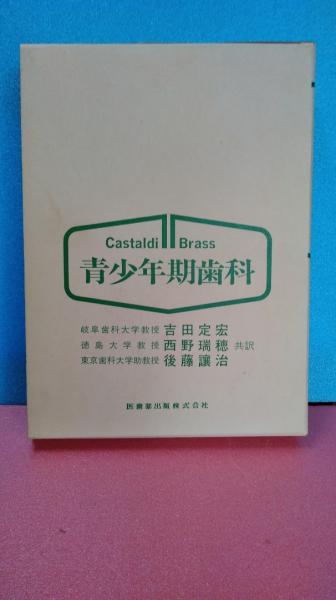 Castaldi Brass
青少年期歯科
岐阜歯科大学教授 吉田定宏
徳島大学教授 西野瑞穂 共訳
東京歯科大学助教授 後藤讓治
医歯薬出版株式会社